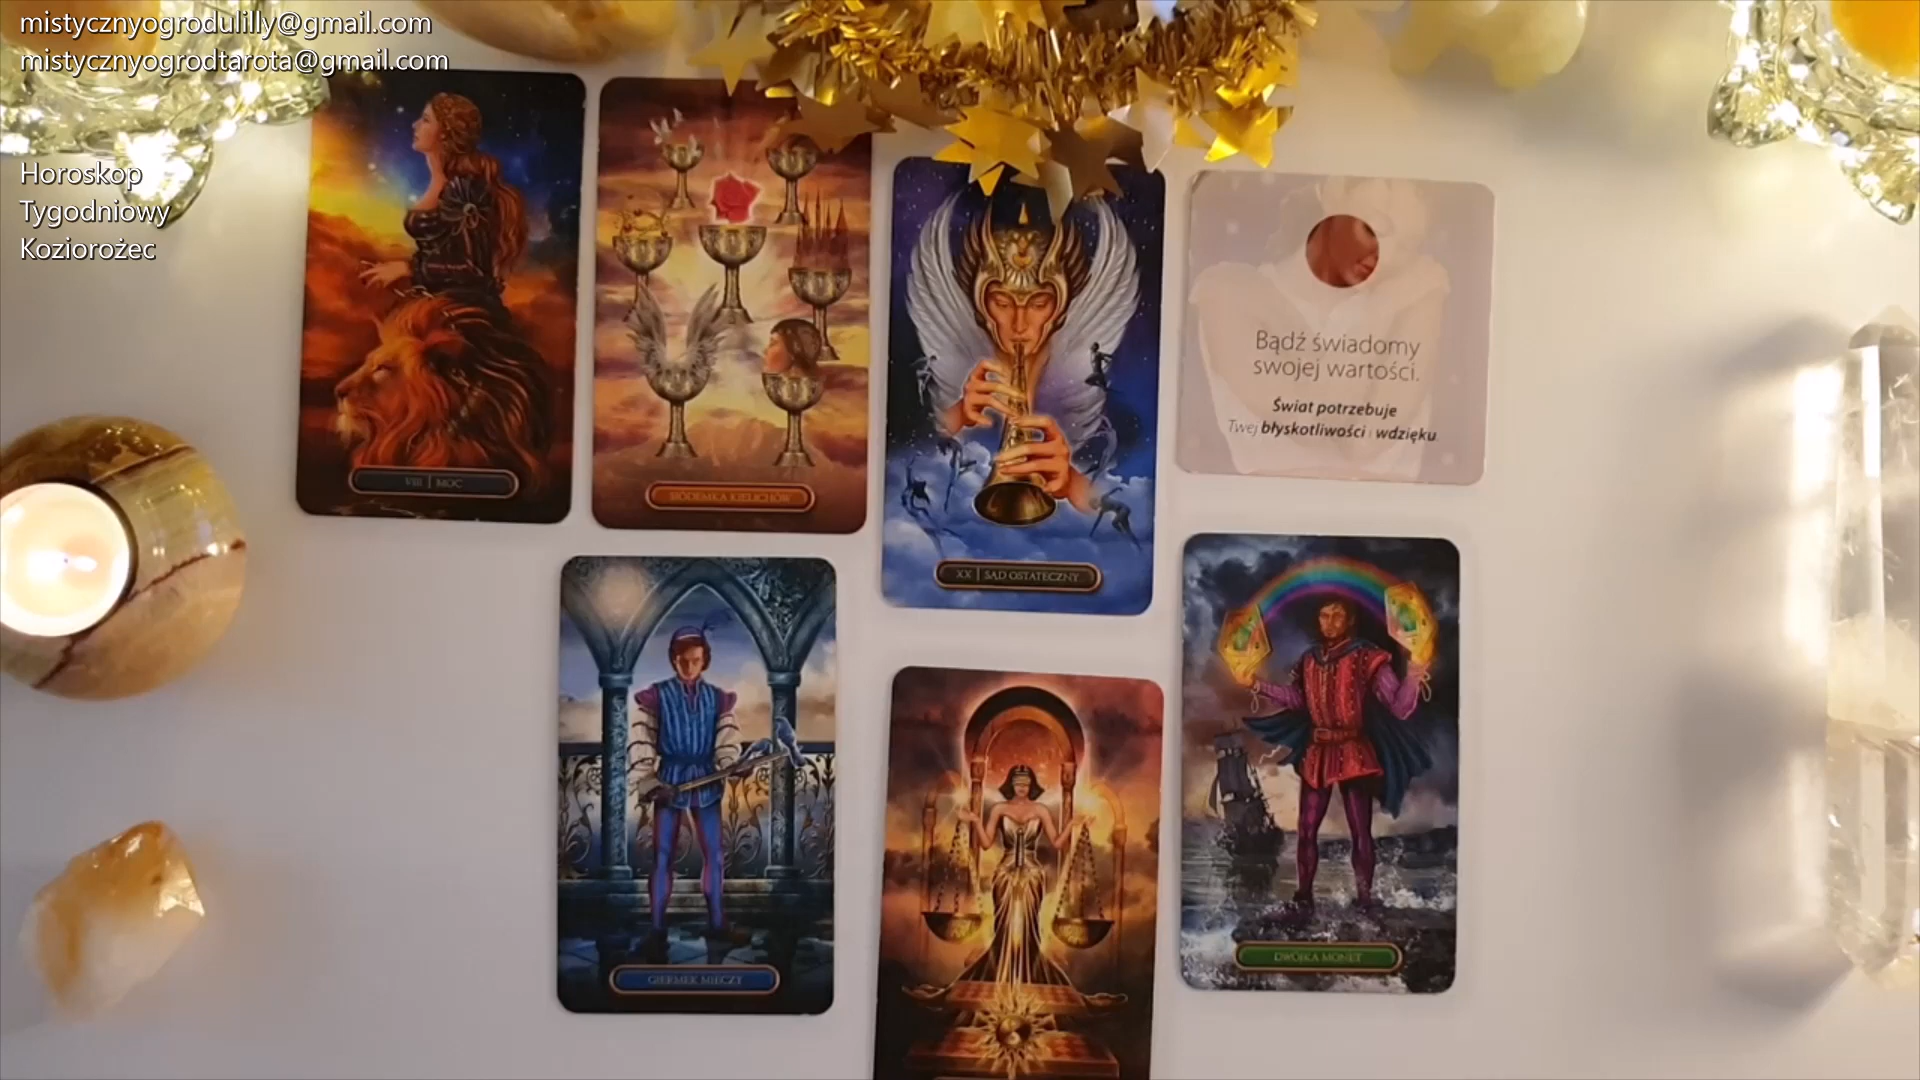 mistycznyogrodulilly@gmail.com
mistycznyogrodtarota@gmail.com
Horoskop
Tygodniowy
Koziorożec
VIII | MOC
SIÓDEMKA KIELICHÓW
XX | SĄD OSTATECZNY
Bądź świadomy
swojej wartości.
Świat potrzebuje
Twej błyskotliwości i wdzięku.
GIERMEK MIECZY
DWÓJKA MONET